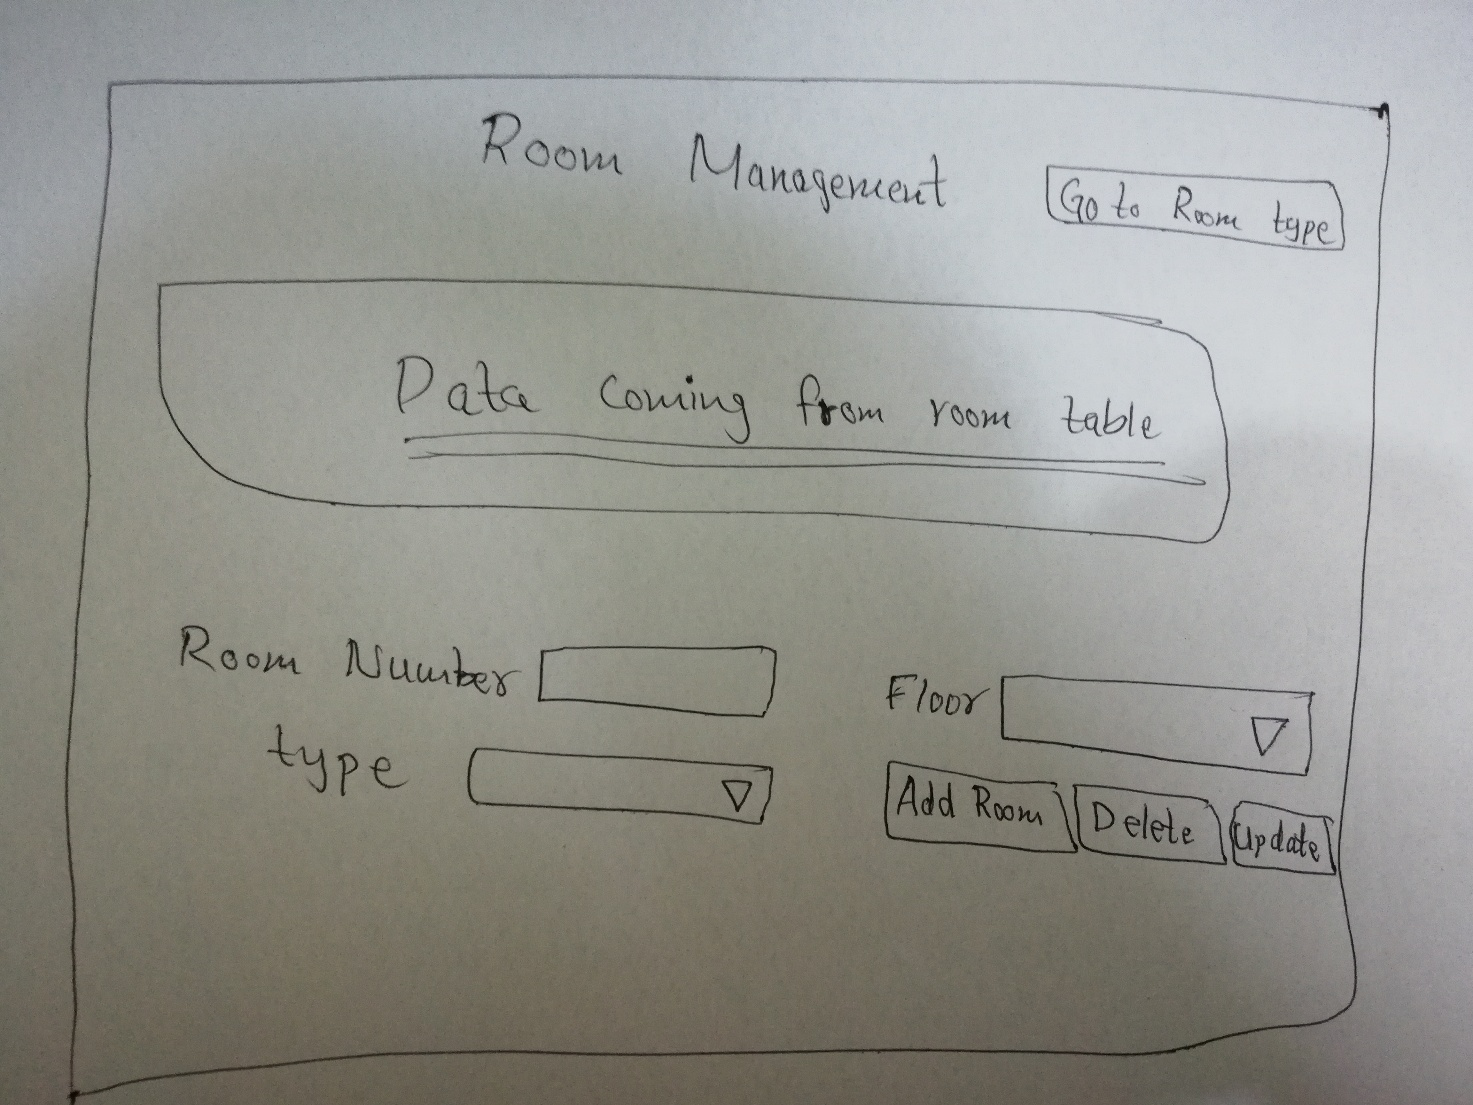 Room Management
Go to Room type
Data coming from room table
Room Number
Floor
type
Add Room
Delete
Update